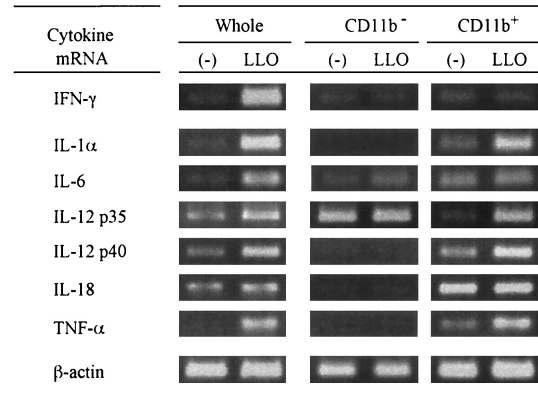 Cytokine mRNA Whole CD11b⁻ CD11b⁺
(-) LLO (-) LLO (-) LLO
IFN-γ
IL-1α
IL-6
IL-12 p35
IL-12 p40
IL-18
TNF-α
β-actin